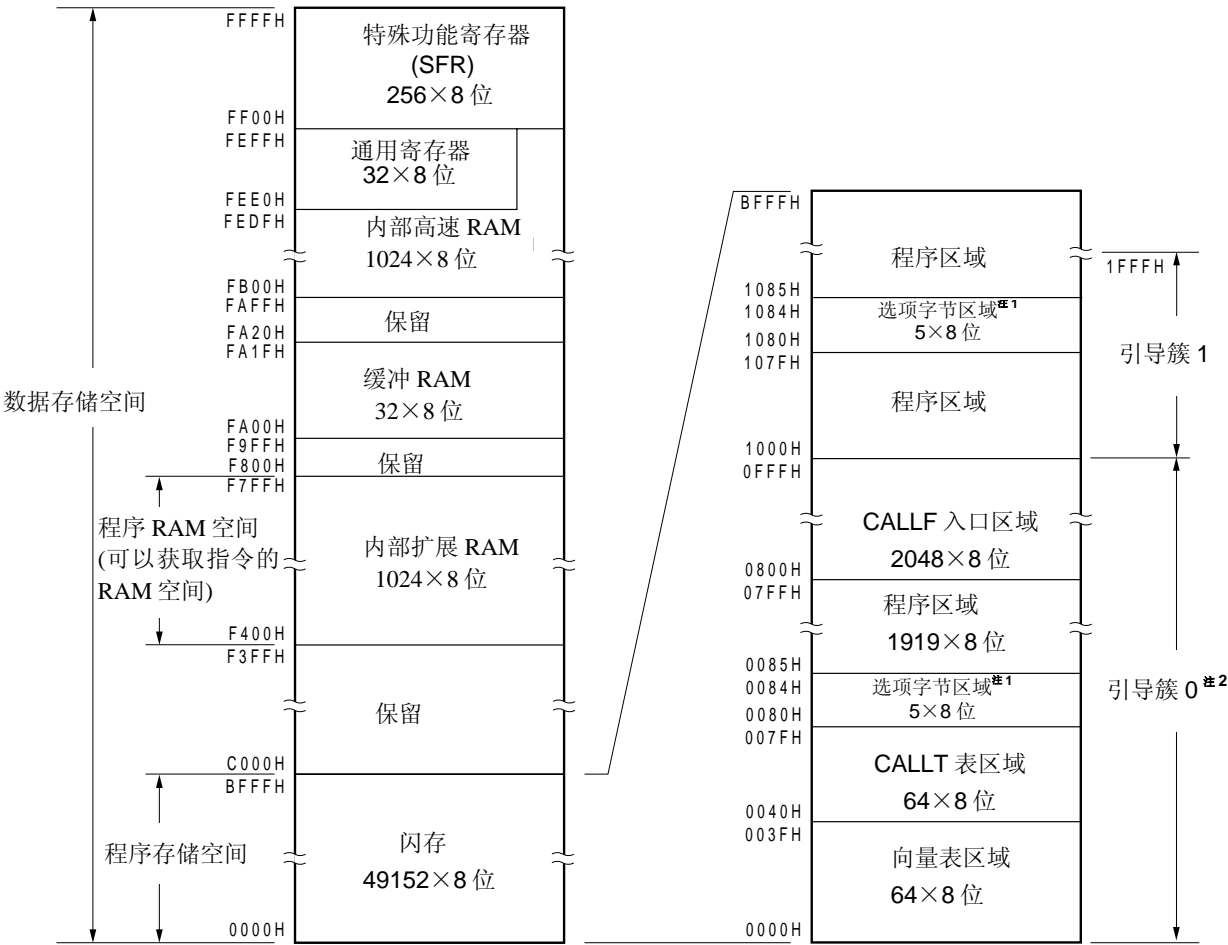 数据存储空间
程序 RAM 空间
(可以获取指令的
RAM 空间)
程序存储空间
FFFFH
特殊功能寄存器
(SFR)
256×8 位
FF00H
FEFFH
通用寄存器
32×8 位
FEE0H
FEDFH
内部高速 RAM
1024×8 位
FB00H
FAFFH
保留
FA20H
FA1FH
缓冲 RAM
32×8 位
FA00H
F9FFH
保留
F800H
F7FFH
内部扩展 RAM
1024×8 位
F400H
F3FFH
保留
C000H
BFFFH
闪存
49152×8 位
0000H
BFFFH
程序区域
1085H
1084H
选项字节区域注1
5×8 位
1080H
107FH
程序区域
1000H
0FFFH
CALLF 入口区域
2048×8 位
0800H
07FFH
程序区域
1919×8 位
0085H
0084H
选项字节区域注1
5×8 位
0080H
007FH
CALLT 表区域
64×8 位
0040H
003FH
向量表区域
64×8 位
0000H
1FFFH
引导簇 1
引导簇 0注2